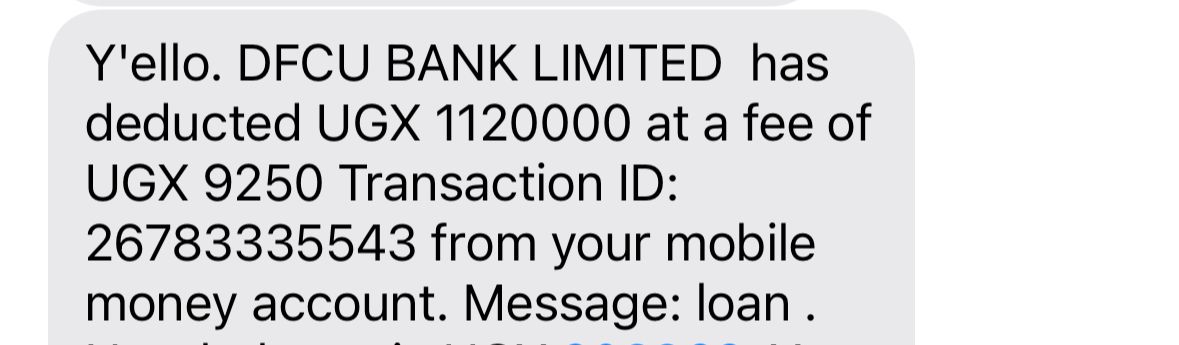 Y'ello. DFCU BANK LIMITED  has
deducted UGX 1120000 at a fee of
UGX 9250 Transaction ID:
26783335543 from your mobile
money account. Message: loan .